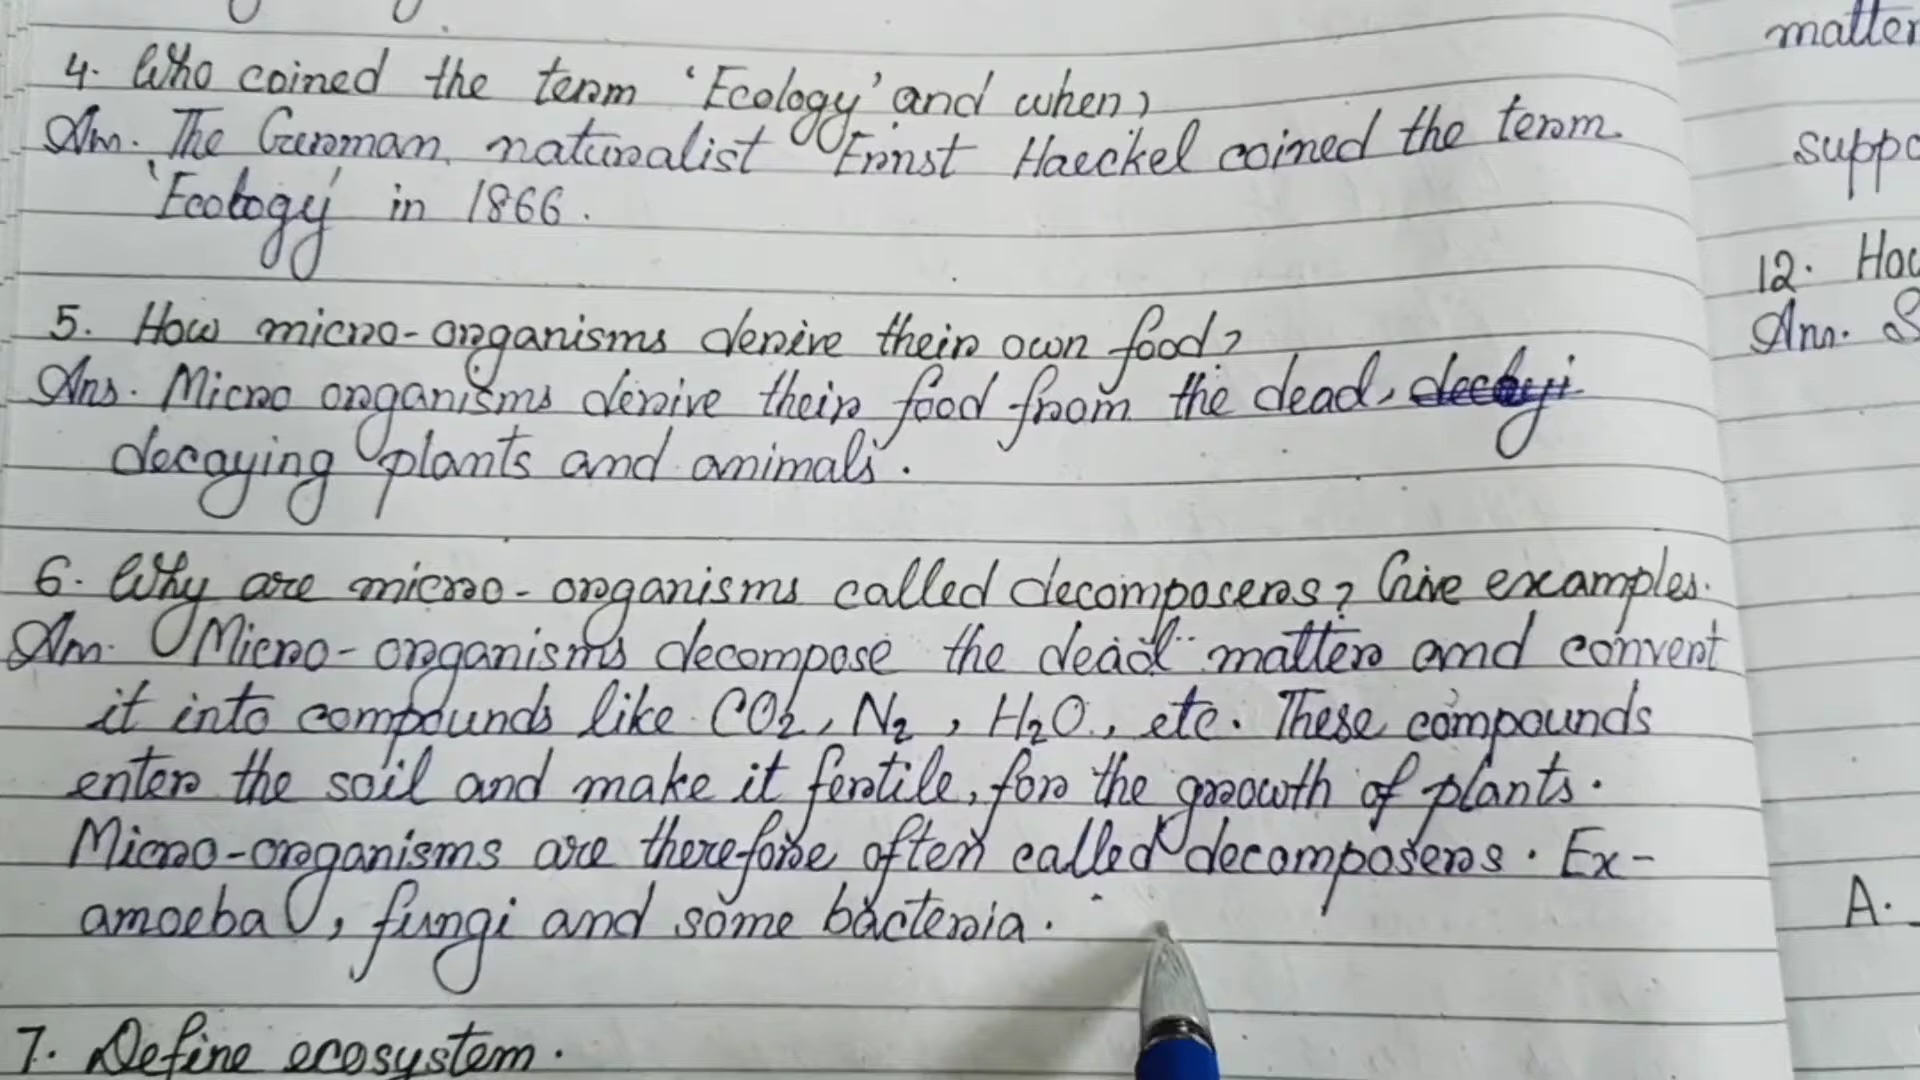 4. Who coined the term 'Ecology' and when?
Ans. The German naturalist Ernst Haeckel coined the term
'Ecology' in 1866.
5. How micro-organisms derive their own food?
Ans. Micro organisms derive their food from the dead,
decaying plants and animals.
6. Why are micro-organisms called decomposers? Give examples.
Ans. Micro-organisms decompose the dead matter and convert
it into compounds like CO2, N2, H2O, etc. These compounds
enter the soil and make it fertile, for the growth of plants.
Micro-organisms are therefore often called decomposers. Ex-
amoeba, fungi and some bacteria.
7. Define ecosystem.
matter
suppo
12. How
Ans. S
A.